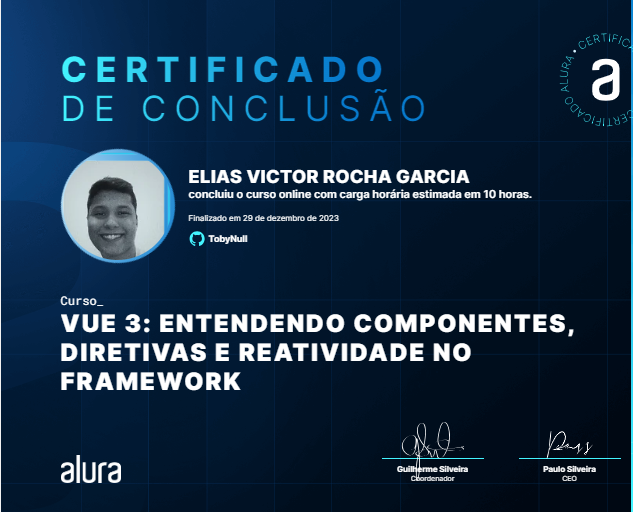 CERTIFICADO
DE CONCLUSÃO
CERTIFICADO ALURA • CERTIFICA
a
ELIAS VICTOR ROCHA GARCIA
concluiu o curso online com carga horária estimada em 10 horas.
Finalizado em 29 de dezembro de 2023
TobyNull
Curso_
VUE 3: ENTENDENDO COMPONENTES,
DIRETIVAS E REATIVIDADE NO
FRAMEWORK
alura
Guilherme Silveira
Coordenador
Paulo Silveira
CEO